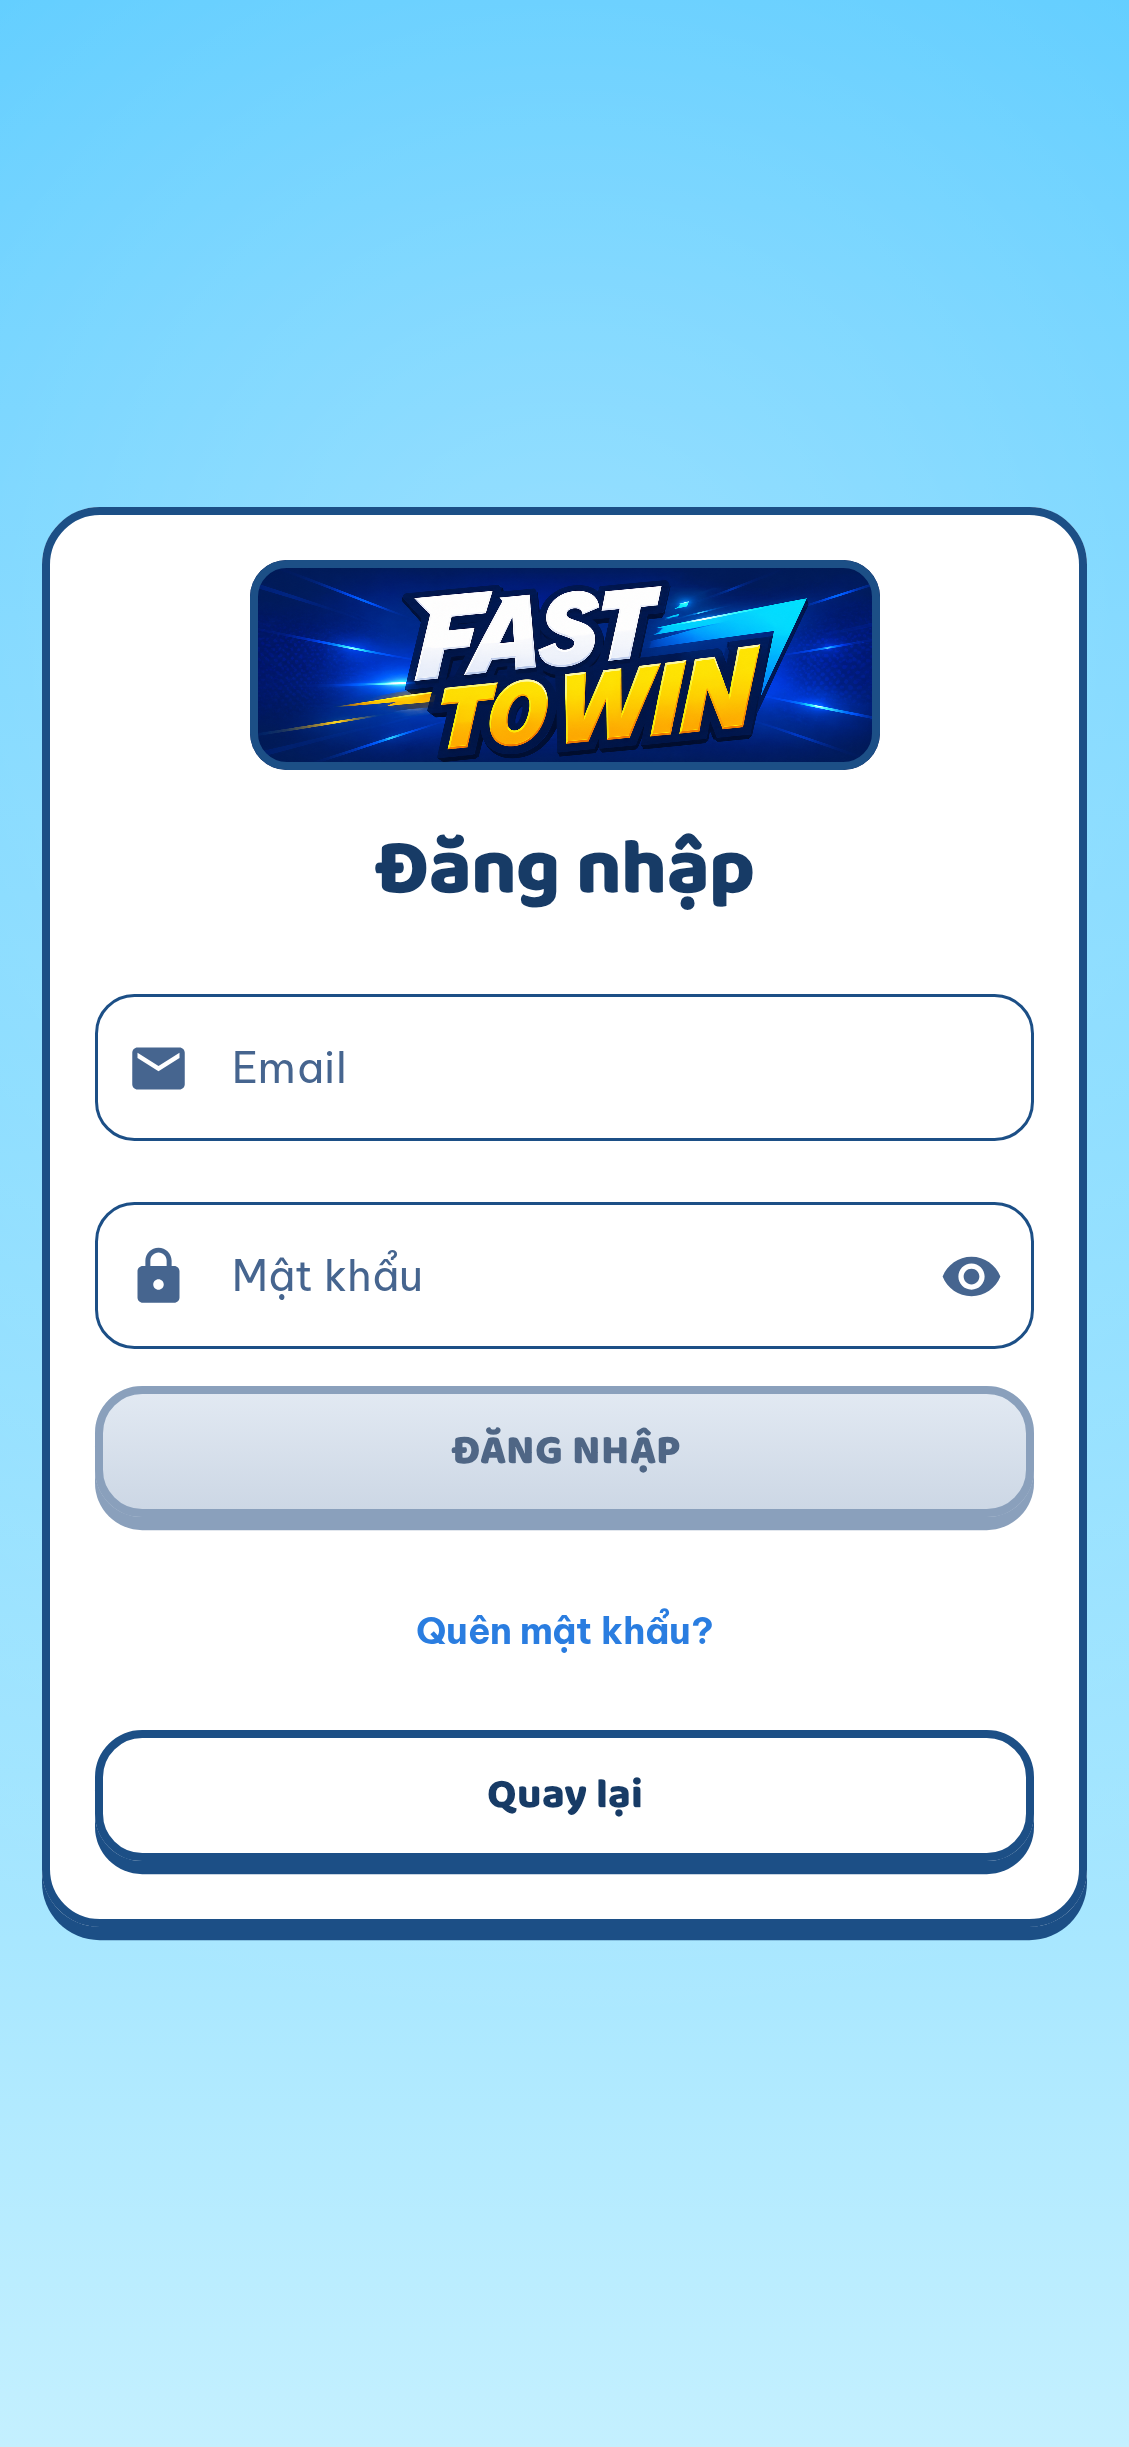 FAST
TO WIN
Đăng nhập
Email
Mật khẩu
ĐĂNG NHẬP
Quên mật khẩu?
Quay lại